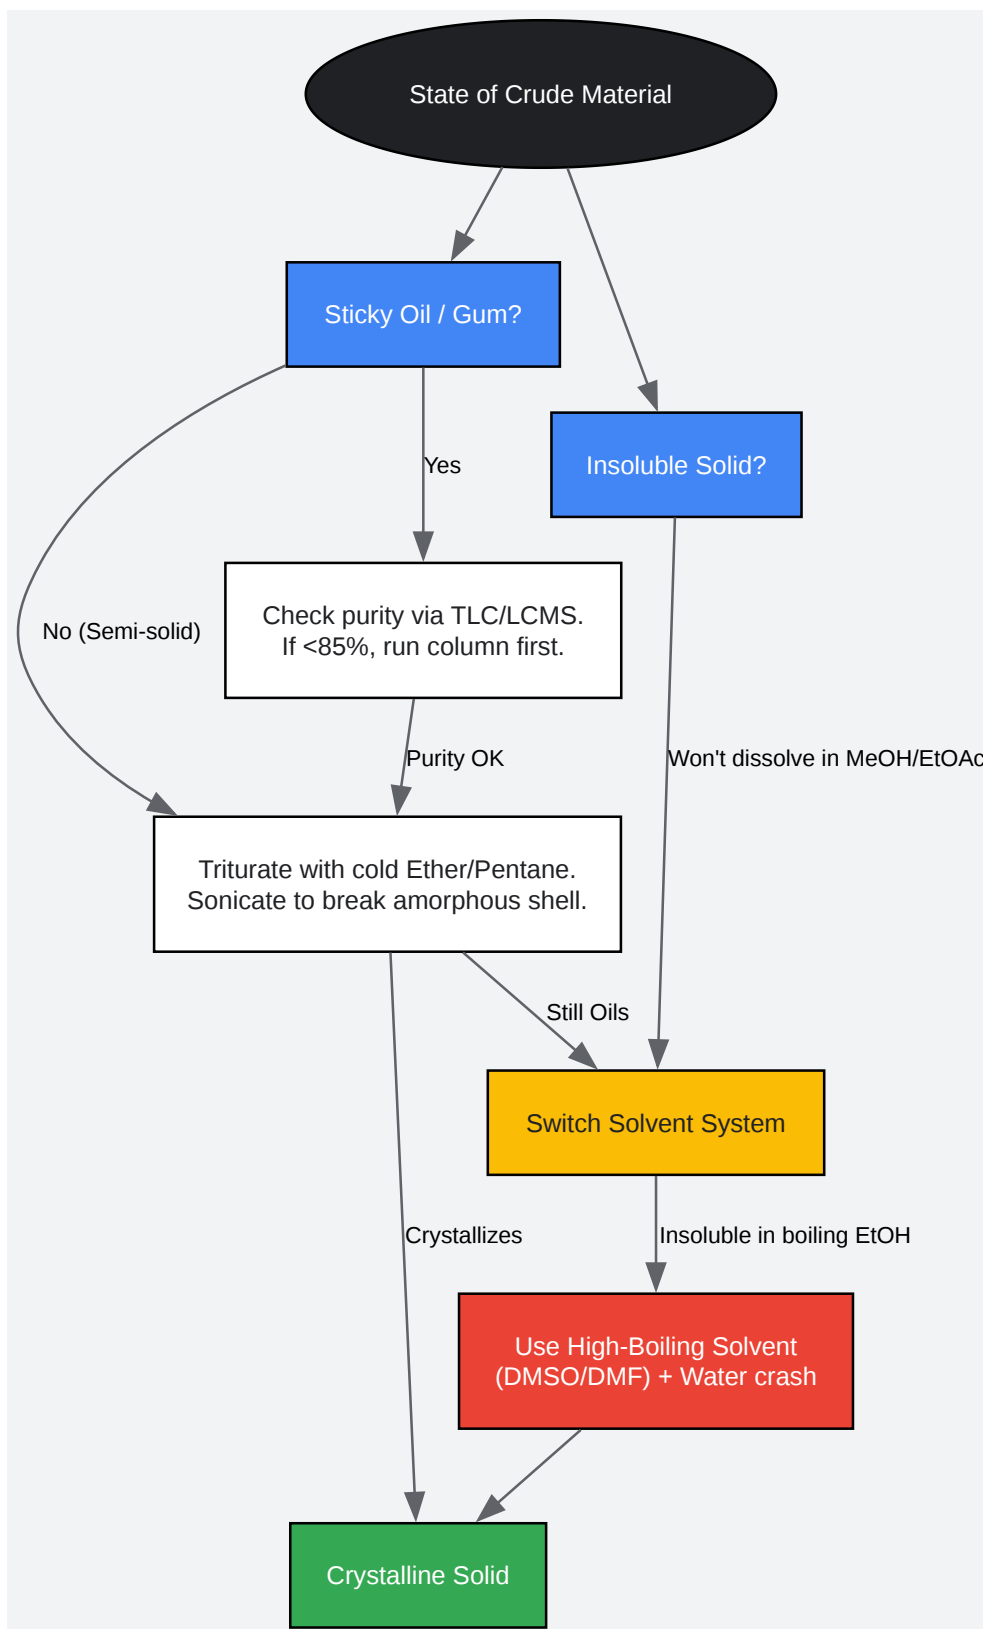 State of Crude Material
Sticky Oil / Gum?
Insoluble Solid?
Yes
Check purity via TLC/LCMS.
If <85%, run column first.
No (Semi-solid)
Purity OK
Won't dissolve in MeOH/EtOAc
Triturate with cold Ether/Pentane.
Sonicate to break amorphous shell.
Still Oils
Switch Solvent System
Crystallizes
Insoluble in boiling EtOH
Use High-Boiling Solvent
(DMSO/DMF) + Water crash
Crystalline Solid